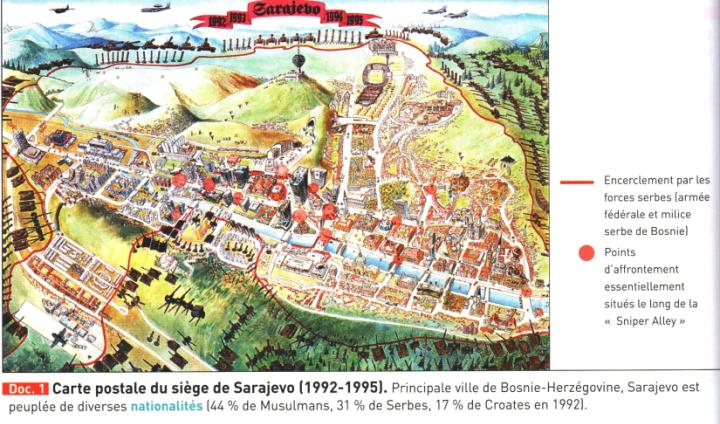 Sarajevo
1992 1993 1994 1995
Encerclement par les
forces serbes (armée
fédérale et milice
serbe de Bosnie)
Points
d'affrontement
essentiellement
situés le long de la
« Sniper Alley »
Doc. 1 Carte postale du siège de Sarajevo (1992-1995). Principale ville de Bosnie-Herzégovine, Sarajevo est
peuplée de diverses nationalités (44 % de Musulmans, 31 % de Serbes, 17 % de Croates en 1992).